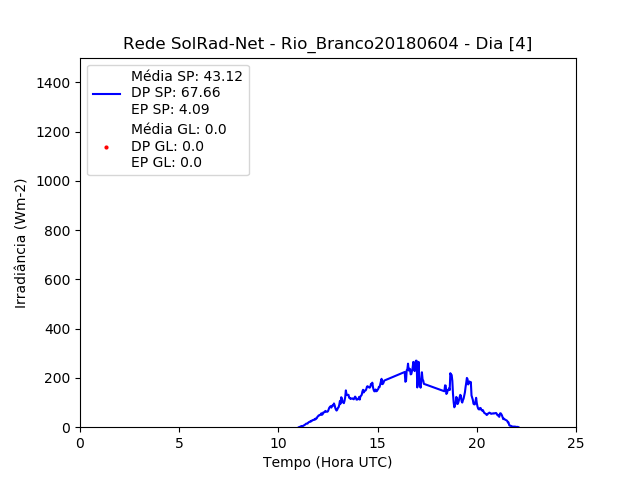 Rede SolRad-Net - Rio_Branco20180604 - Dia [4]
Média SP: 43.12
DP SP: 67.66
EP SP: 4.09
Média GL: 0.0
DP GL: 0.0
EP GL: 0.0
Irradiância (Wm-2)
1400
1200
1000
800
600
400
200
0
0 5 10 15 20 25
Tempo (Hora UTC)